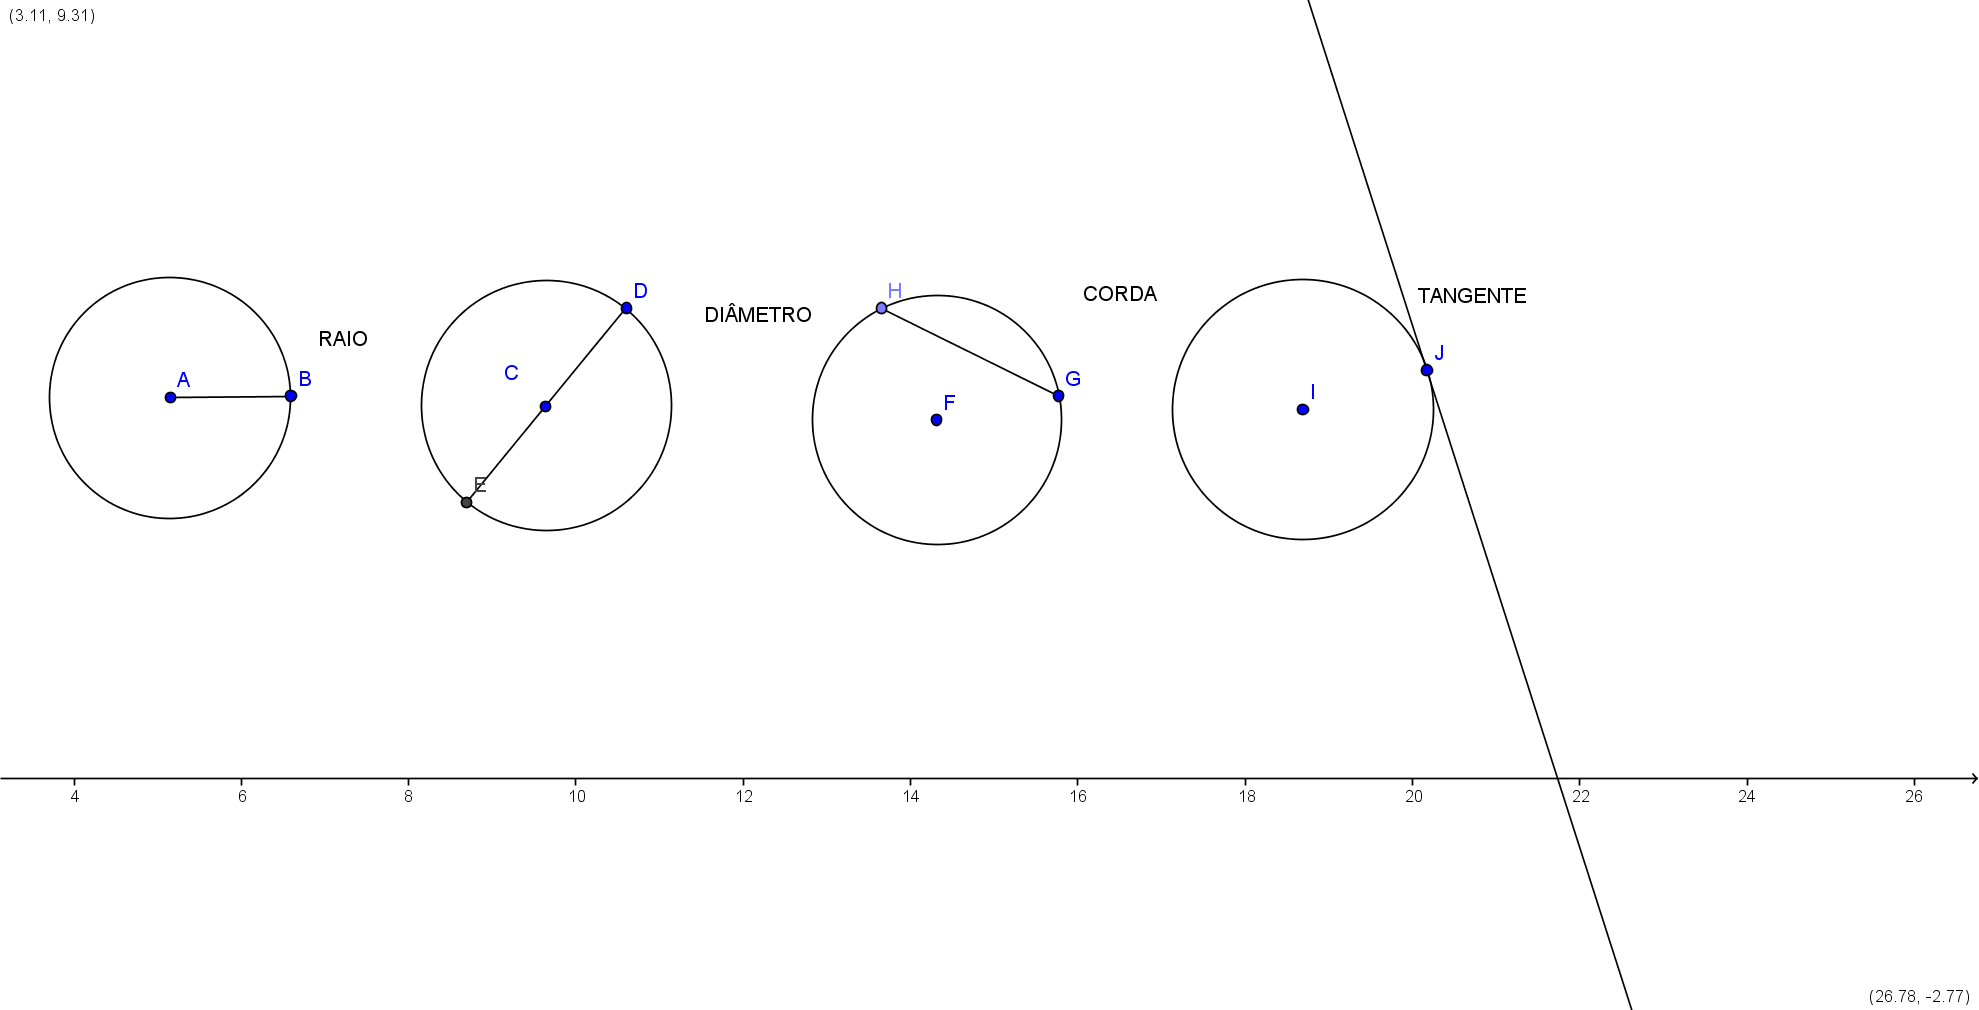 (3.11, 9.31)
D
H
CORDA
TANGENTE
DIÂMETRO
RAIO
J
A
B
C
G
I
F
E
4 6 8 10 12 14 16 18 20 22 24 26
(26.78, -2.77)